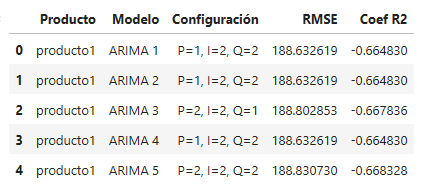 Producto Modelo Configuración RMSE Coef R2
0 producto1 ARIMA 1 P=1, I=2, Q=2 188.632619 -0.664830
1 producto1 ARIMA 2 P=1, I=2, Q=2 188.632619 -0.664830
2 producto1 ARIMA 3 P=2, I=2, Q=1 188.802853 -0.667836
3 producto1 ARIMA 4 P=1, I=2, Q=2 188.632619 -0.664830
4 producto1 ARIMA 5 P=2, I=2, Q=2 188.830730 -0.668328